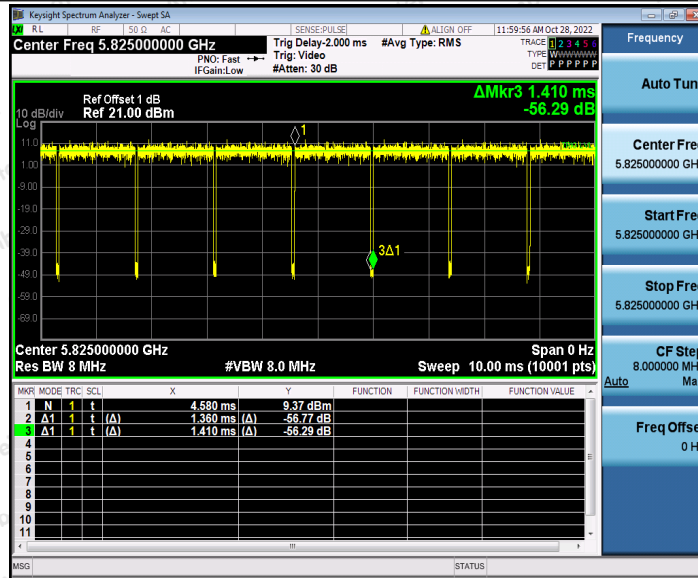 Keysight Spectrum Analyzer - Swept SA
RL RF 50 Ω AC SENSE:PULSE ALIGN OFF 11:59:56 AM Oct 28, 2022
Center Freq 5.825000000 GHz
PNO: Fast
IFGain:Low
Trig Delay-2.000 ms
Trig: Video
#Atten: 30 dB
#Avg Type: RMS
TRACE 1 2 3 4 5 6
TYPE
DET P P P P P P
ΔMkr3 1.410 ms
-56.29 dB
Ref Offset 1 dB
10 dB/div Ref 21.00 dBm
Log
1
11.0
1.00
-9.00
-19.0
-29.0
-39.0
3Δ1
-49.0
-59.0
-69.0
Center 5.825000000 GHz Span 0 Hz
Res BW 8 MHz #VBW 8.0 MHz Sweep 10.00 ms (10001 pts)
MKR MODE TRC SCL X Y FUNCTION FUNCTION WIDTH FUNCTION VALUE
1 N 1 t 4.580 ms 9.37 dBm
2 Δ1 1 t (Δ) 1.360 ms (Δ) -56.77 dB
3 Δ1 1 t (Δ) 1.410 ms (Δ) -56.29 dB
4
5
6
7
8
9
10
11
MSG STATUS
Frequency
Auto Tun
Center Fre
5.825000000 GH
Start Fre
5.825000000 GH
Stop Fre
5.825000000 GH
CF Ste
8.000000 MH
Auto Ma
Freq Offse
0 H